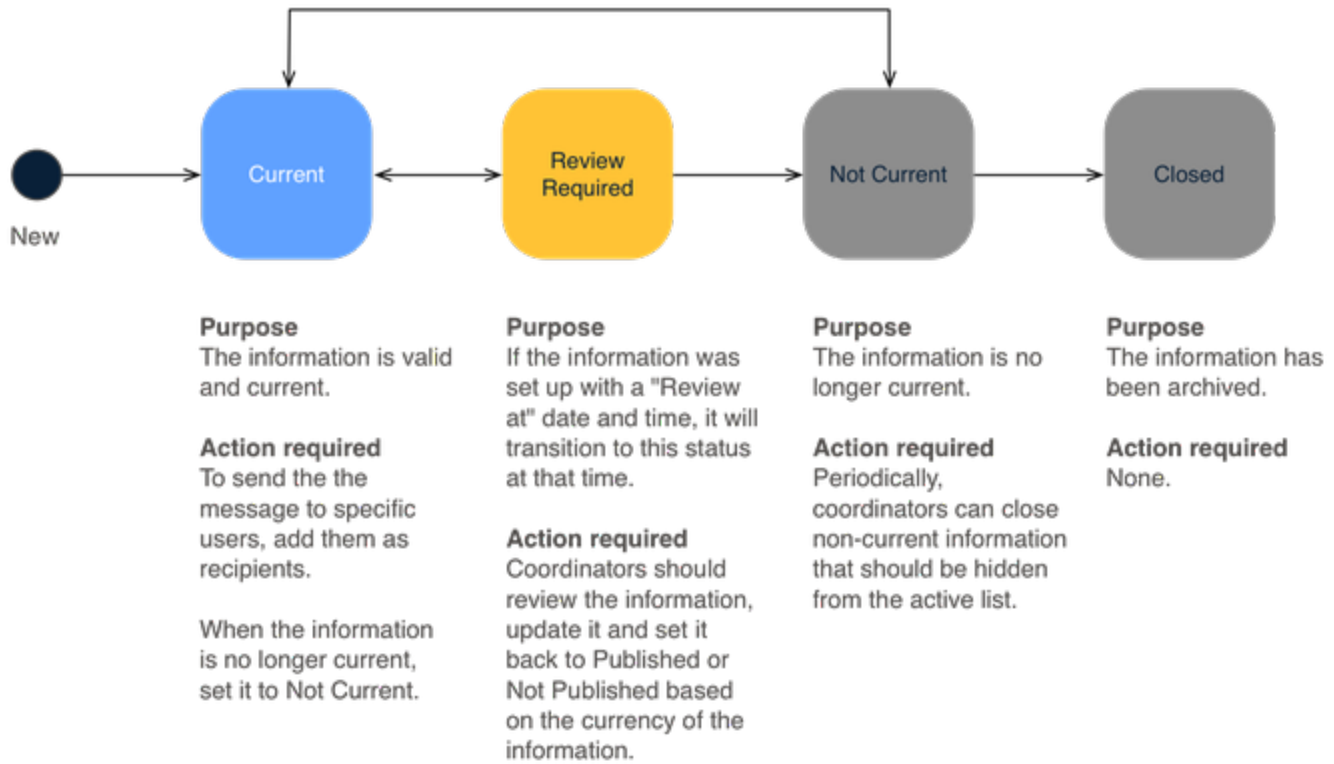 New
Current
Review
Required
Not Current
Closed
Purpose
The information is valid
and current.
Action required
To send the the
message to specific
users, add them as
recipients.
When the information
is no longer current,
set it to Not Current.
Purpose
If the information was
set up with a "Review
at" date and time, it will
transition to this status
at that time.
Action required
Coordinators should
review the information,
update it and set it
back to Published or
Not Published based
on the currency of the
information.
Purpose
The information is no
longer current.
Action required
Periodically,
coordinators can close
non-current information
that should be hidden
from the active list.
Purpose
The information has
been archived.
Action required
None.